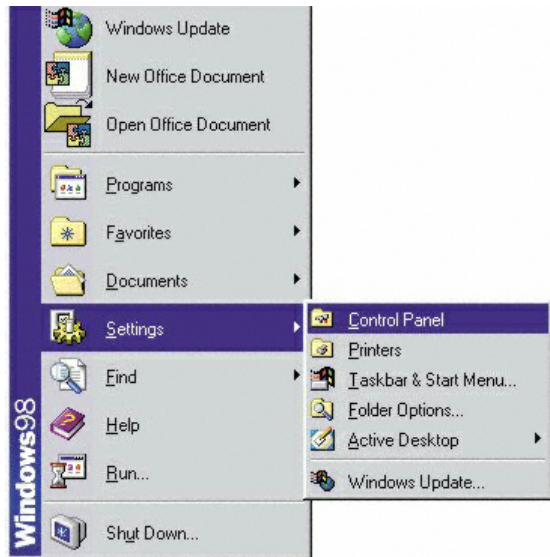 Windows Update
New Office Document
Open Office Document
Programs
Favorites
Documents
Settings
Find
Help
Run...
Shut Down...
Control Panel
Printers
Taskbar & Start Menu...
Folder Options...
Active Desktop
Windows Update...
Windows98